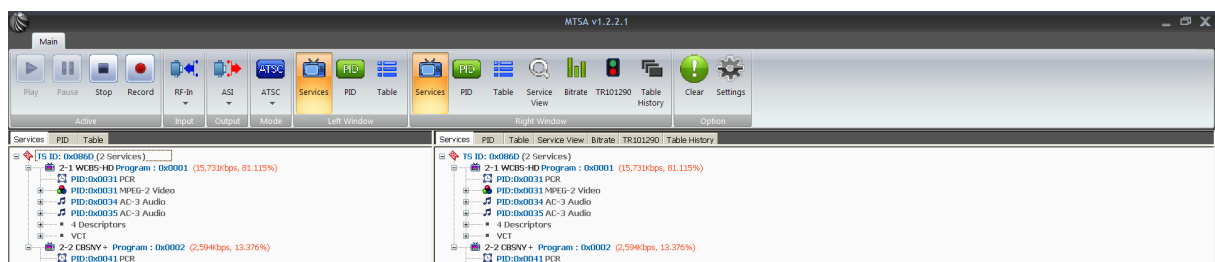 MTSA v1.2.2.1
Main
Play Pause Stop Record RF-In ASI ATSC ATSC Services PID PID Table Services PID PID Table Service View Bitrate TR101290 Table History Clear Settings
Active Input Output Mode Left Window Right Window Option
Services PID Table Services PID Table Service View Bitrate TR101290 Table History
TS ID: 0x086D (2 Services)
2-1 WCBS-HD Program : 0x0001 (15,731Kbps, 81.115%)
PID:0x0031 PCR
PID:0x0031 MPEG-2 Video
PID:0x0034 AC-3 Audio
PID:0x0035 AC-3 Audio
4 Descriptors
VCT
2-2 CBSNY+ Program : 0x0002 (2,594Kbps, 13.376%)
PID:0x0041 PCR
TS ID: 0x086D (2 Services)
2-1 WCBS-HD Program : 0x0001 (15,731Kbps, 81.115%)
PID:0x0031 PCR
PID:0x0031 MPEG-2 Video
PID:0x0034 AC-3 Audio
PID:0x0035 AC-3 Audio
4 Descriptors
VCT
2-2 CBSNY+ Program : 0x0002 (2,594Kbps, 13.376%)
PID:0x0041 PCR